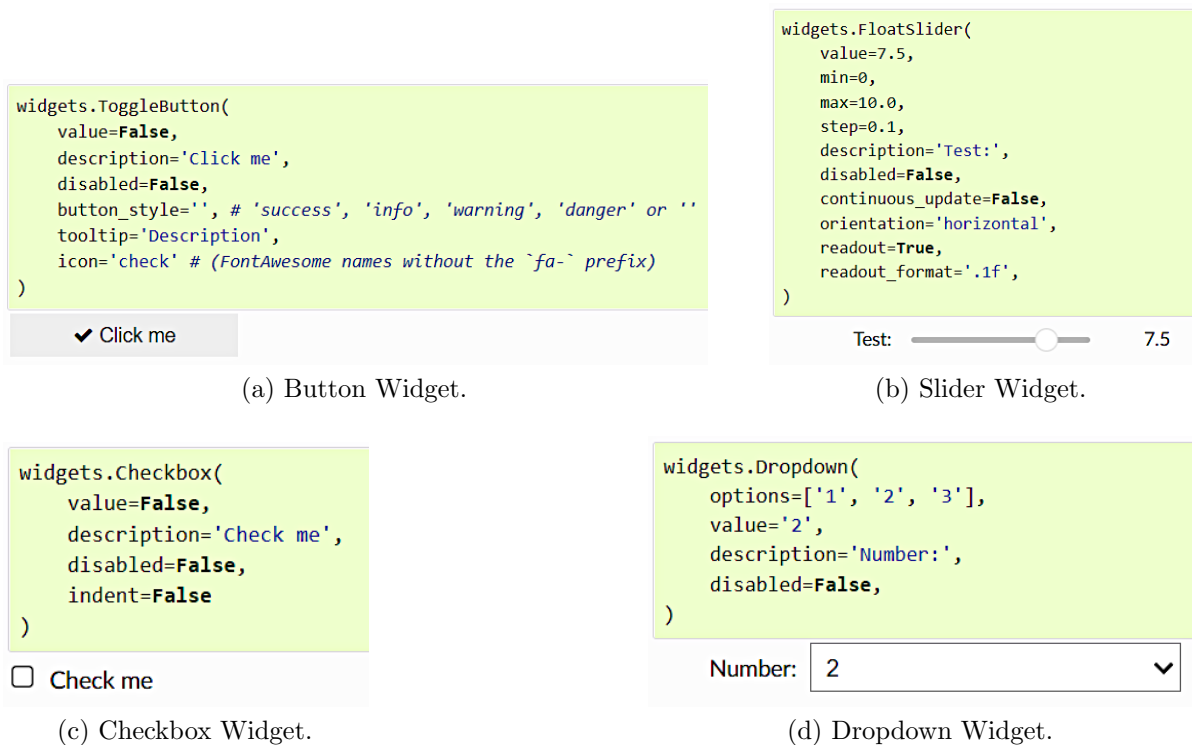 widgets.ToggleButton(
    value=False,
    description='Click me',
    disabled=False,
    button_style='', # 'success', 'info', 'warning', 'danger' or ''
    tooltip='Description',
    icon='check' # (FontAwesome names without the `fa-` prefix)
)
✔ Click me
(a) Button Widget.
widgets.FloatSlider(
    value=7.5,
    min=0,
    max=10.0,
    step=0.1,
    description='Test:',
    disabled=False,
    continuous_update=False,
    orientation='horizontal',
    readout=True,
    readout_format='.1f',
)
Test: 7.5
(b) Slider Widget.
widgets.Checkbox(
    value=False,
    description='Check me',
    disabled=False,
    indent=False
)
Check me
(c) Checkbox Widget.
widgets.Dropdown(
    options=['1', '2', '3'],
    value='2',
    description='Number:',
    disabled=False,
)
Number: 2
(d) Dropdown Widget.